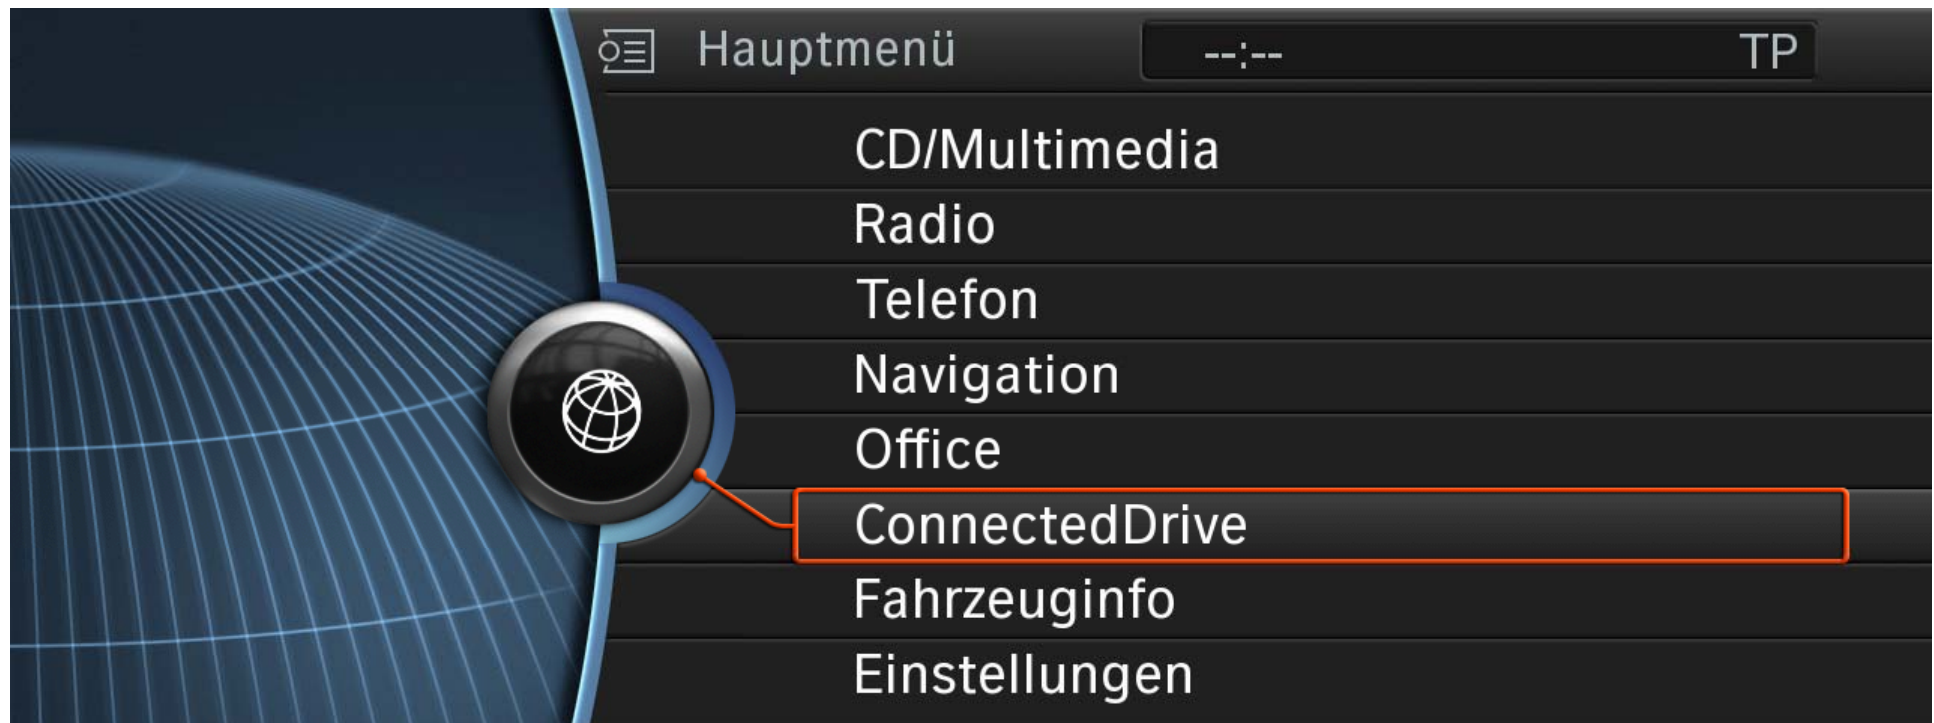 Hauptmenü --:-- TP
CD/Multimedia
Radio
Telefon
Navigation
Office
ConnectedDrive
Fahrzeuginfo
Einstellungen